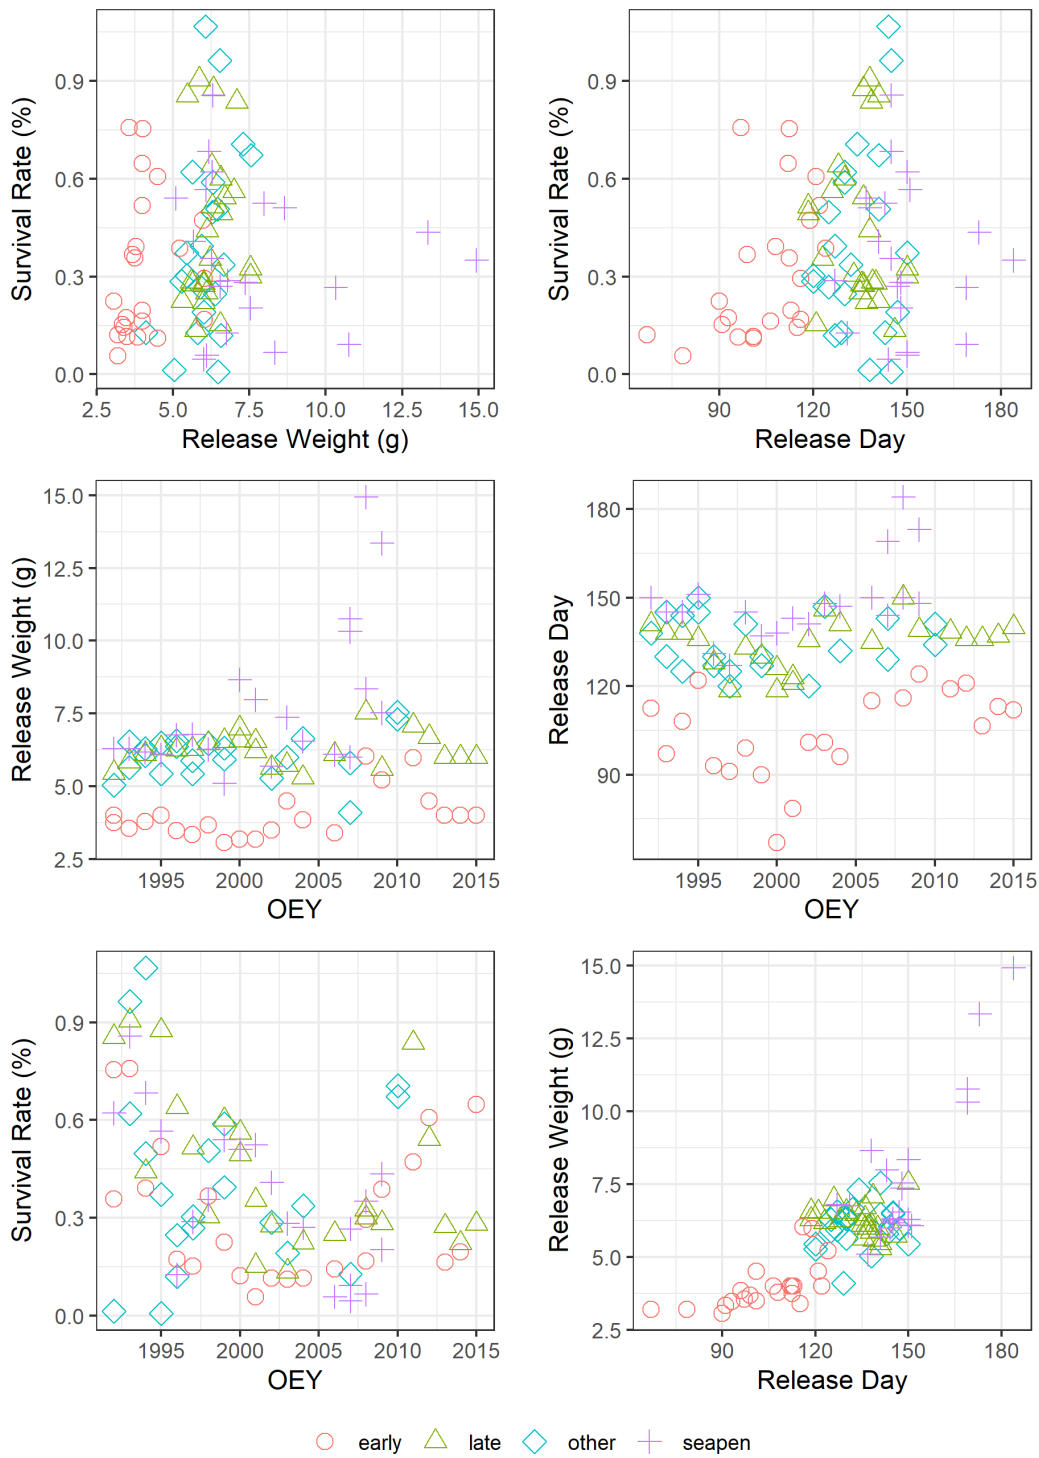 Survival Rate (%)
0.9
0.6
0.3
0.0
2.5 5.0 7.5 10.0 12.5 15.0
Release Weight (g)
Survival Rate (%)
0.9
0.6
0.3
0.0
90 120 150 180
Release Day
Release Weight (g)
15.0
12.5
10.0
7.5
5.0
2.5
1995 2000 2005 2010 2015
OEY
Release Day
180
150
120
90
1995 2000 2005 2010 2015
OEY
Survival Rate (%)
0.9
0.6
0.3
0.0
1995 2000 2005 2010 2015
OEY
Release Weight (g)
15.0
12.5
10.0
7.5
5.0
2.5
90 120 150 180
Release Day
early late other seapen